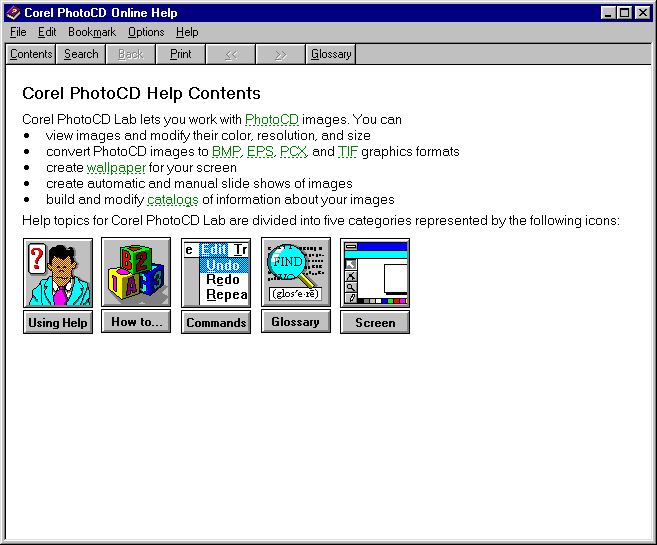 Corel PhotoCD Online Help
File Edit Bookmark Options Help
Contents Search Back Print << >> Glossary
Corel PhotoCD Help Contents
Corel PhotoCD Lab lets you work with PhotoCD images. You can
• view images and modify their color, resolution, and size
• convert PhotoCD images to BMP, EPS, PCX, and TIF graphics formats
• create wallpaper for your screen
• create automatic and manual slide shows of images
• build and modify catalogs of information about your images
Help topics for Corel PhotoCD Lab are divided into five categories represented by the following icons:
?
B 2
A B 3
e Edit Tr
Undo
Redo
Repea
FIND
(glos'e·rē)
Using Help How to... Commands Glossary Screen